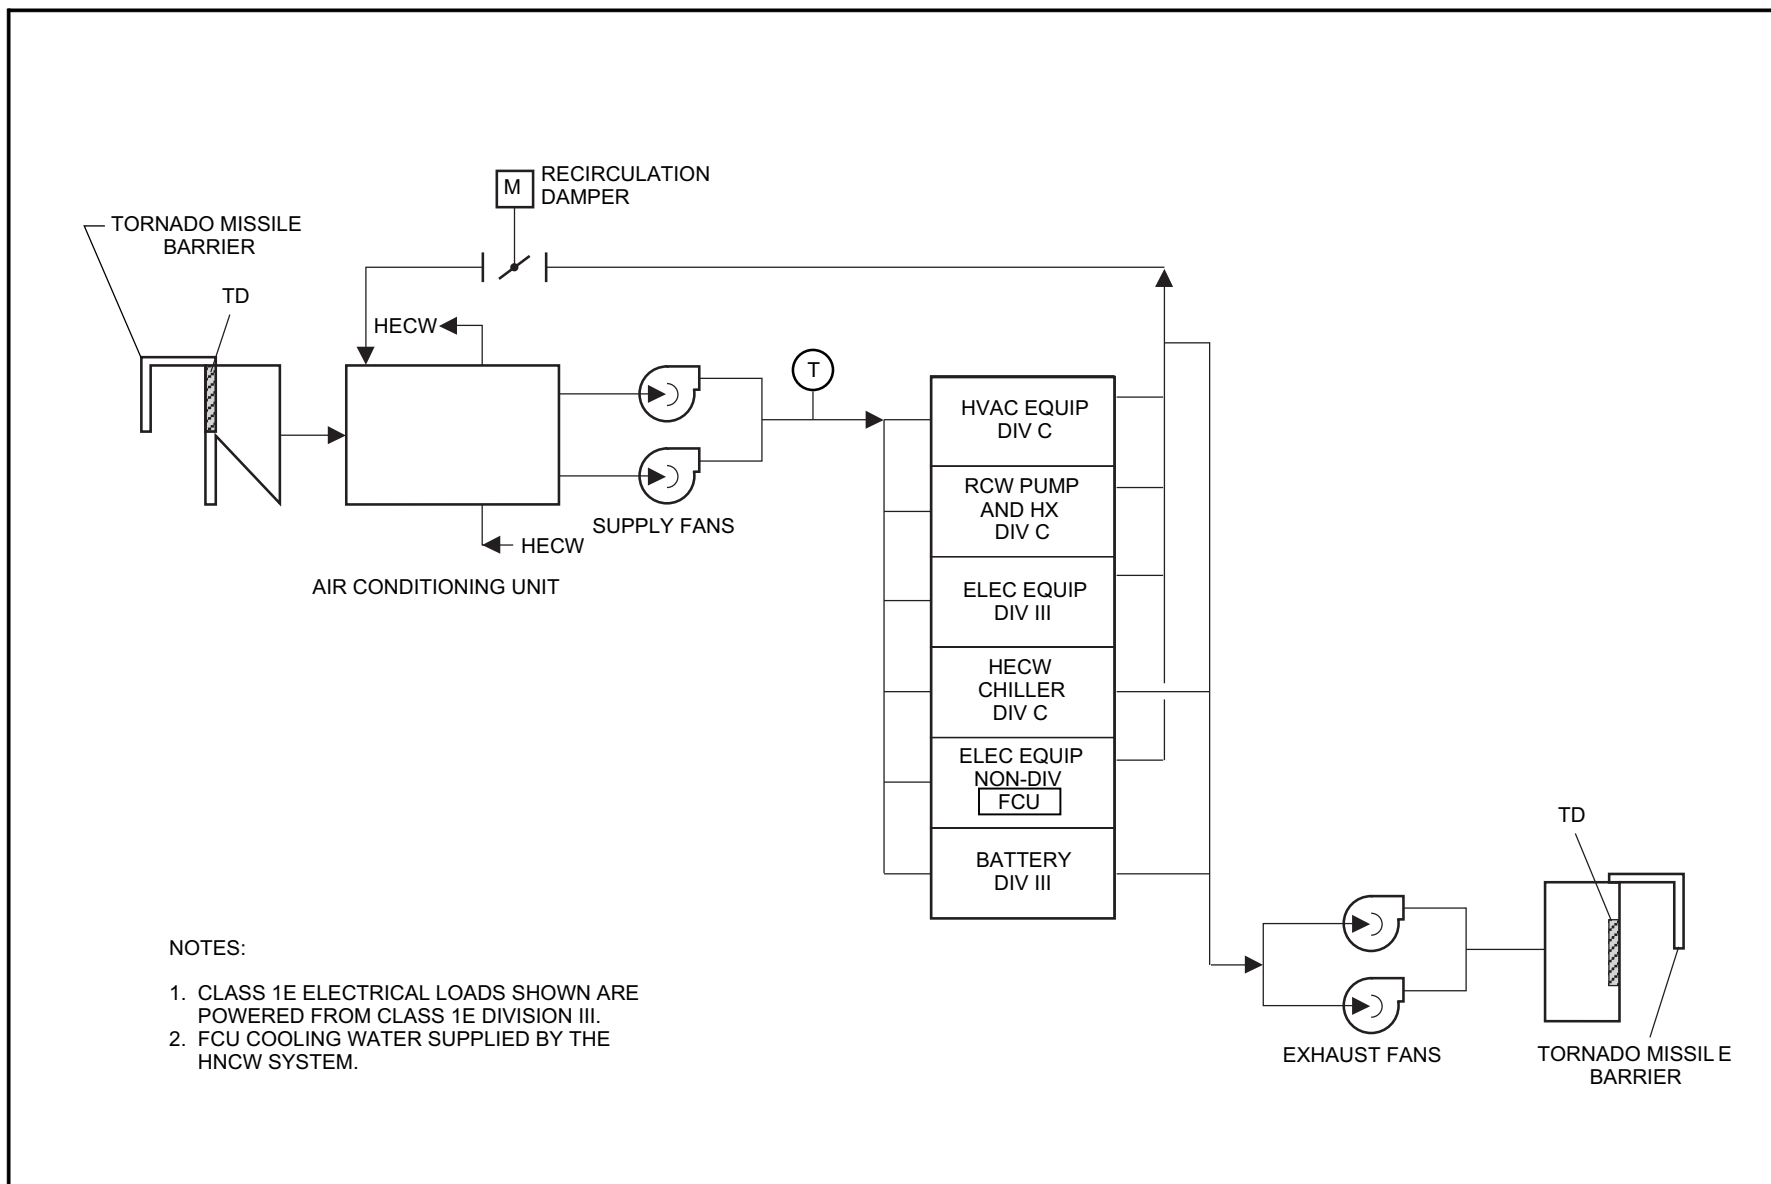 M
RECIRCULATION
DAMPER
TORNADO MISSILE
BARRIER
TD
HECW
T
HVAC EQUIP
DIV C
RCW PUMP
AND HX
DIV C
SUPPLY FANS
HECW
AIR CONDITIONING UNIT
ELEC EQUIP
DIV III
HECW
CHILLER
DIV C
ELEC EQUIP
NON-DIV
FCU
BATTERY
DIV III
TD
NOTES:
1. CLASS 1E ELECTRICAL LOADS SHOWN ARE
POWERED FROM CLASS 1E DIVISION III.
2. FCU COOLING WATER SUPPLIED BY THE
HNCW SYSTEM.
EXHAUST FANS
TORNADO MISSIL E
BARRIER